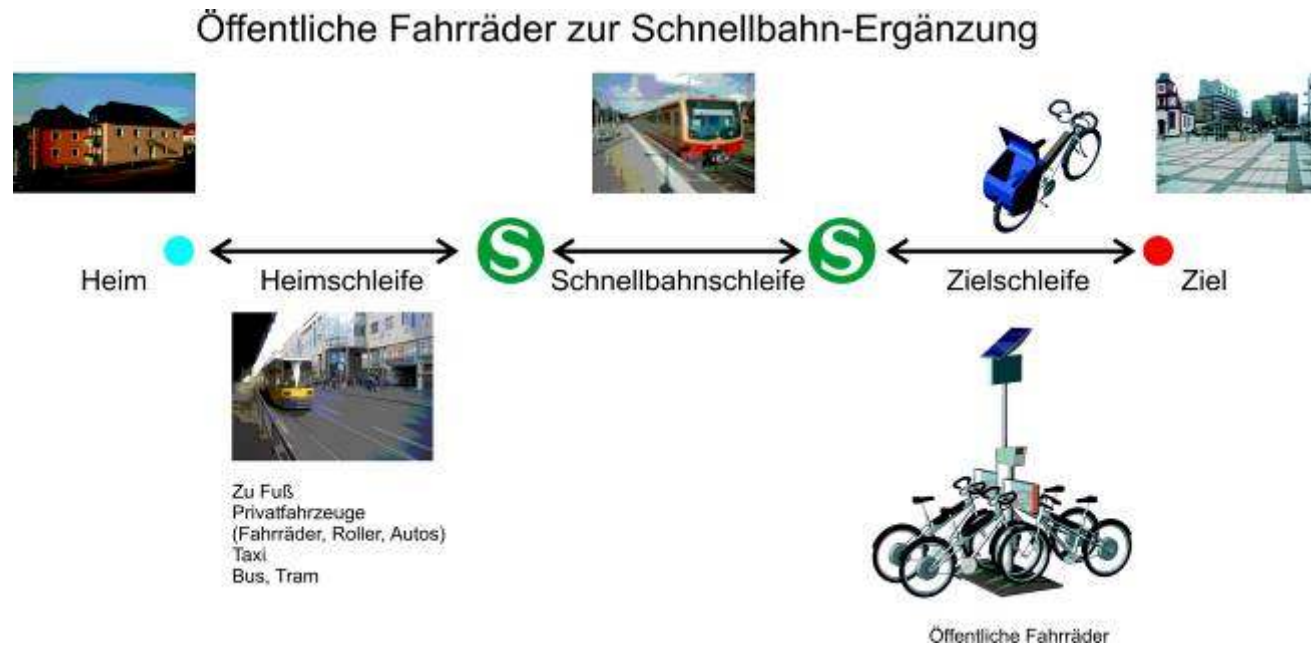 Öffentliche Fahrräder zur Schnellbahn-Ergänzung
S
S
Heim
Heimschleife
Schnellbahnschleife
Zielschleife
Ziel
Zu Fuß
Privatfahrzeuge
(Fahrräder, Roller, Autos)
Taxi
Bus, Tram
Öffentliche Fahrräder